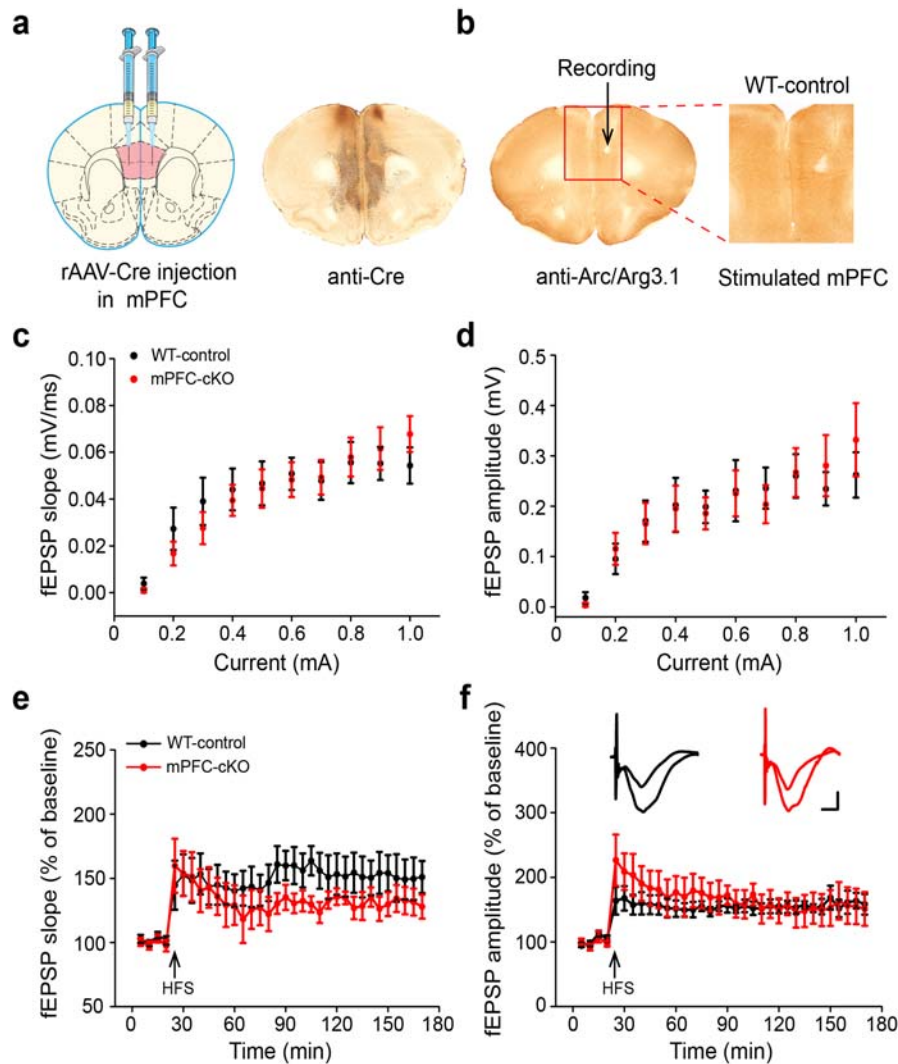 a
rAAV-Cre injection
in mPFC
anti-Cre
b
Recording
WT-control
anti-Arc/Arg3.1
Stimulated mPFC
c
WT-control
mPFC-cKO
fEPSP slope (mV/ms)
0.10
0.08
0.06
0.04
0.02
0.00
0 0.2 0.4 0.6 0.8 1.0
Current (mA)
d
fEPSP amplitude (mV)
0.5
0.4
0.3
0.2
0.1
0.0
0 0.2 0.4 0.6 0.8 1.0
Current (mA)
e
WT-control
mPFC-cKO
fEPSP slope (% of baseline)
250
200
150
100
50
HFS
0 30 60 90 120 150 180
Time (min)
f
fEPSP amplitude (% of baseline)
400
300
200
100
0
HFS
0 30 60 90 120 150 180
Time (min)